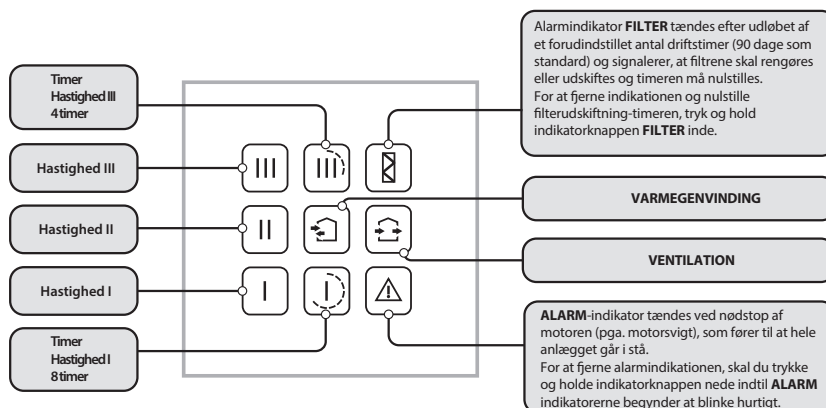 Timer
Hastighed III
4 timer
Hastighed III
Hastighed II
Hastighed I
Timer
Hastighed I
8 timer
III
III
II
I
I
Alarmindikator FILTER tændes efter udløbet af
et forudindstillet antal driftstimer (90 dage som
standard) og signalerer, at filtrene skal rengøres
eller udskiftes og timeren må nulstilles.
For at fjerne indikationen og nulstille
filterudskiftning-timeren, tryk og hold
indikatorknappen FILTER inde.
VARMEGENVINDING
VENTILATION
ALARM-indikator tændes ved nødstop af
motoren (pga. motorsvigt), som fører til at hele
anlægget går i stå.
For at fjerne alarmindikationen, skal du trykke
og holde indikatorknappen nede indtil ALARM
indikatorerne begynder at blinke hurtigt.